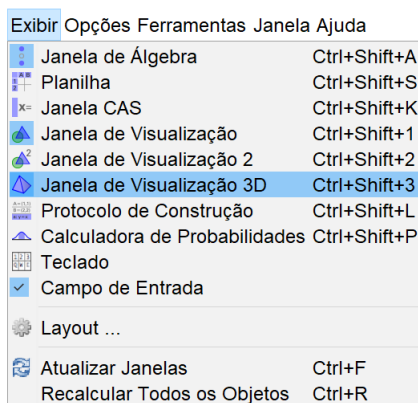 Exibir Opções Ferramentas Janela Ajuda
Janela de Álgebra Ctrl+Shift+A
Planilha Ctrl+Shift+S
Janela CAS Ctrl+Shift+K
Janela de Visualização Ctrl+Shift+1
Janela de Visualização 2 Ctrl+Shift+2
Janela de Visualização 3D Ctrl+Shift+3
Protocolo de Construção Ctrl+Shift+L
Calculadora de Probabilidades Ctrl+Shift+P
Teclado
Campo de Entrada
Layout ...
Atualizar Janelas Ctrl+F
Recalcular Todos os Objetos Ctrl+R